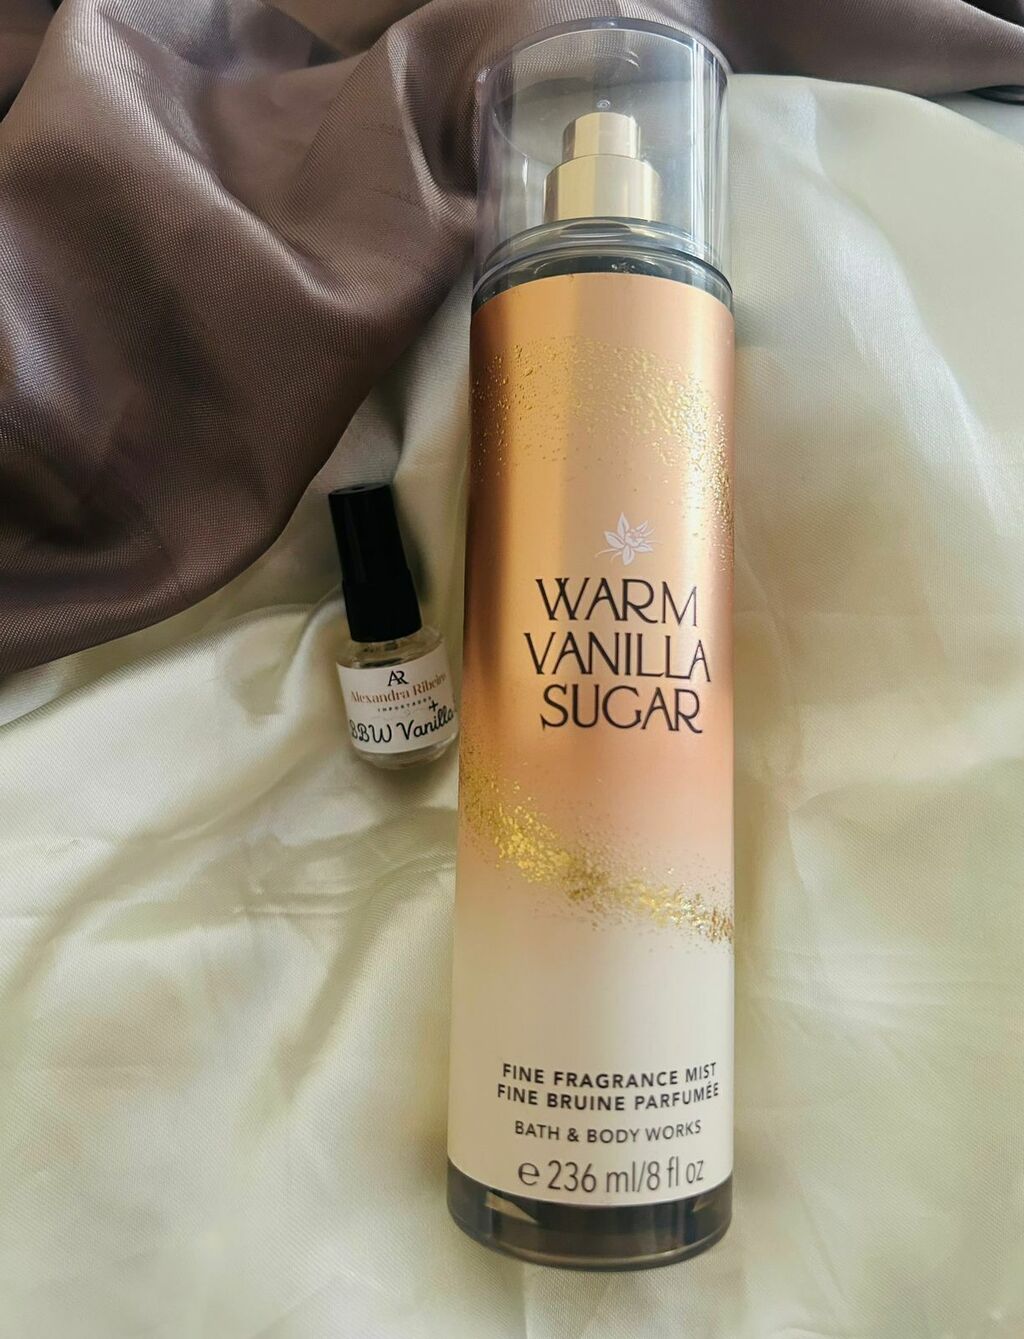 WARM
VANILLA
SUGAR
FINE FRAGRANCE MIST
FINE BRUINE PARFUMÉE
BATH & BODY WORKS
℮ 236 ml/8 fl oz
AR
Alexandra Ribeiro
IMPORTADOS
+
BBW Vanilla